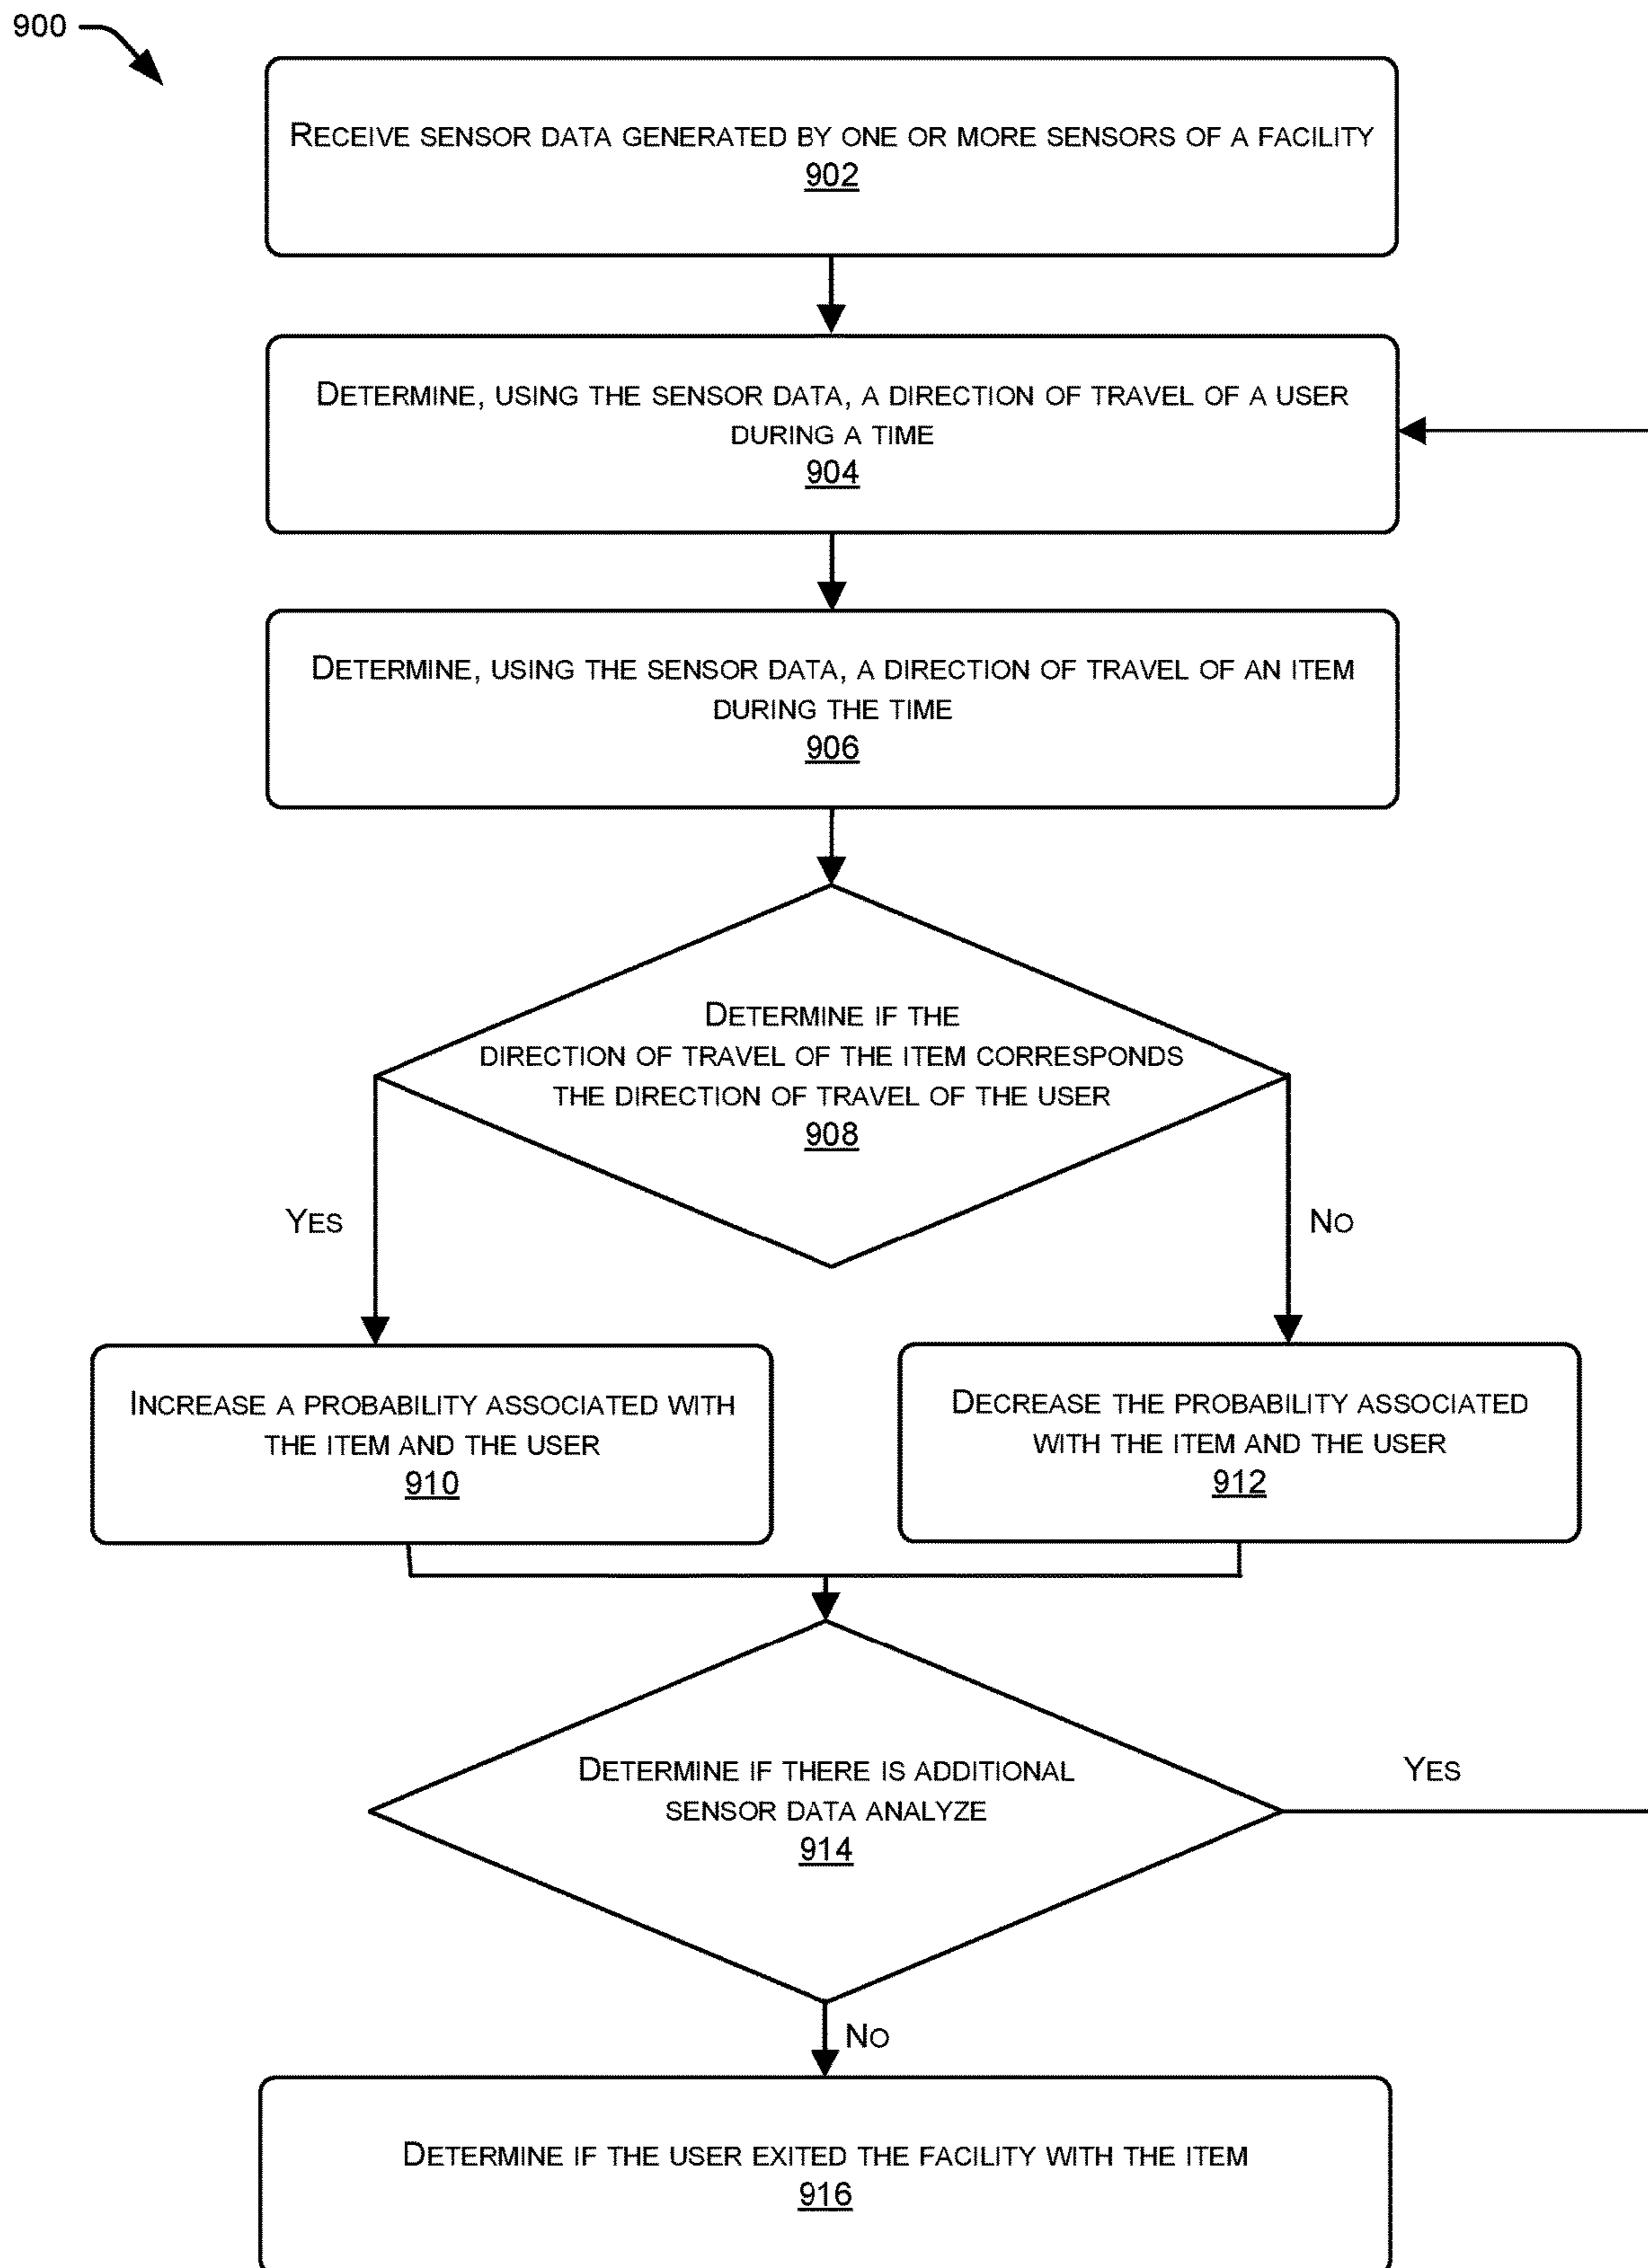 900
RECEIVE SENSOR DATA GENERATED BY ONE OR MORE SENSORS OF A FACILITY
902
DETERMINE, USING THE SENSOR DATA, A DIRECTION OF TRAVEL OF A USER
DURING A TIME
904
DETERMINE, USING THE SENSOR DATA, A DIRECTION OF TRAVEL OF AN ITEM
DURING THE TIME
906
DETERMINE IF THE
DIRECTION OF TRAVEL OF THE ITEM CORRESPONDS
THE DIRECTION OF TRAVEL OF THE USER
908
YES
NO
INCREASE A PROBABILITY ASSOCIATED WITH
THE ITEM AND THE USER
910
DECREASE THE PROBABILITY ASSOCIATED
WITH THE ITEM AND THE USER
912
DETERMINE IF THERE IS ADDITIONAL
SENSOR DATA ANALYZE
914
YES
NO
DETERMINE IF THE USER EXITED THE FACILITY WITH THE ITEM
916